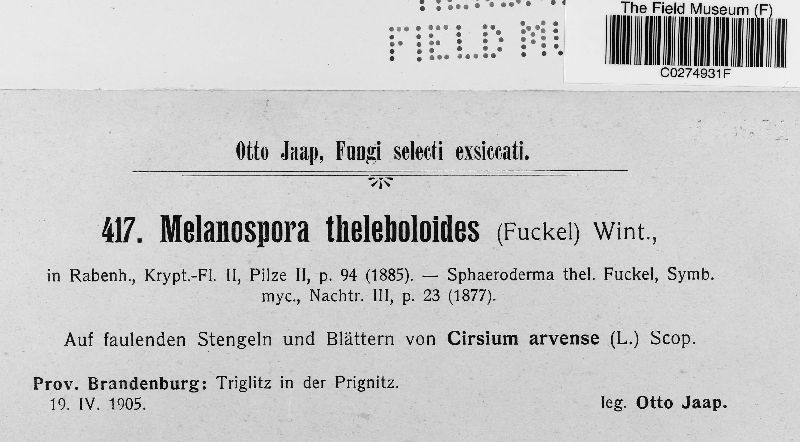 The Field Museum (F)
FIELD MU
C0274931F
Otto Jaap, Fungi selecti exsiccati.
417. Melanospora theleboloides (Fuckel) Wint.,
in Rabenh., Krypt.-Fl. II, Pilze II, p. 94 (1885). — Sphaeroderma thel. Fuckel, Symb.
myc., Nachtr. III, p. 23 (1877).
Auf faulenden Stengeln und Blättern von Cirsium arvense (L.) Scop.
Prov. Brandenburg: Triglitz in der Prignitz.
19. IV. 1905.
leg. Otto Jaap.